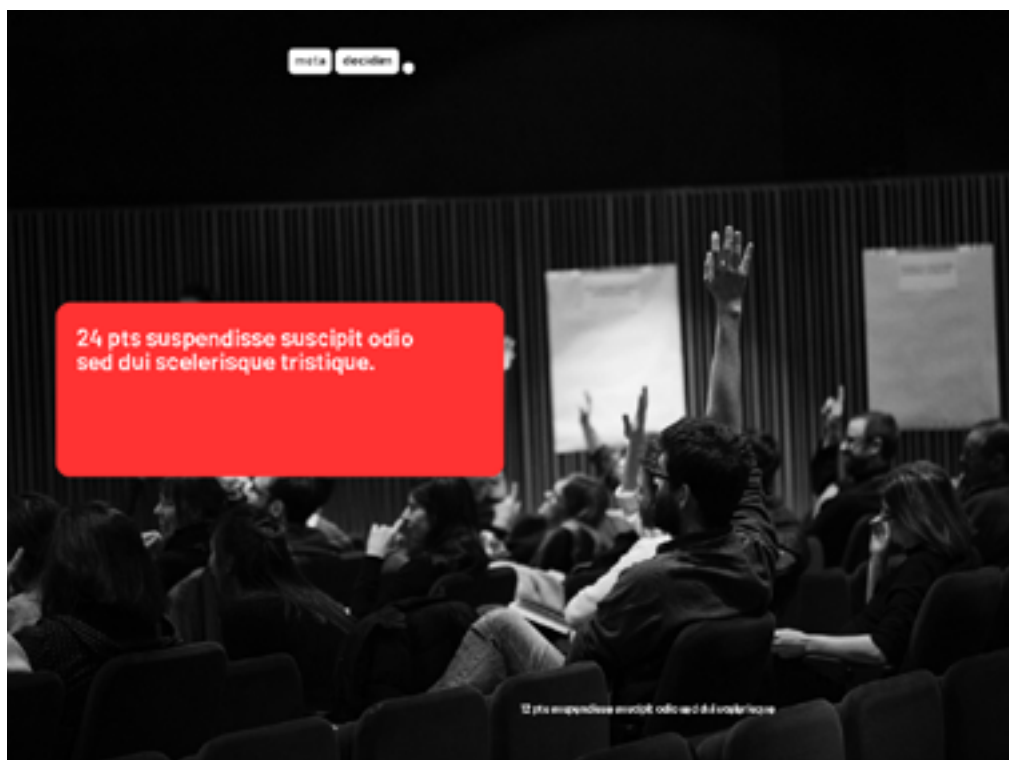 meta decidim
24 pts suspendisse suscipit odio
sed dui scelerisque tristique.
12 pts suspendisse suscipit odio sed dui scelerisque